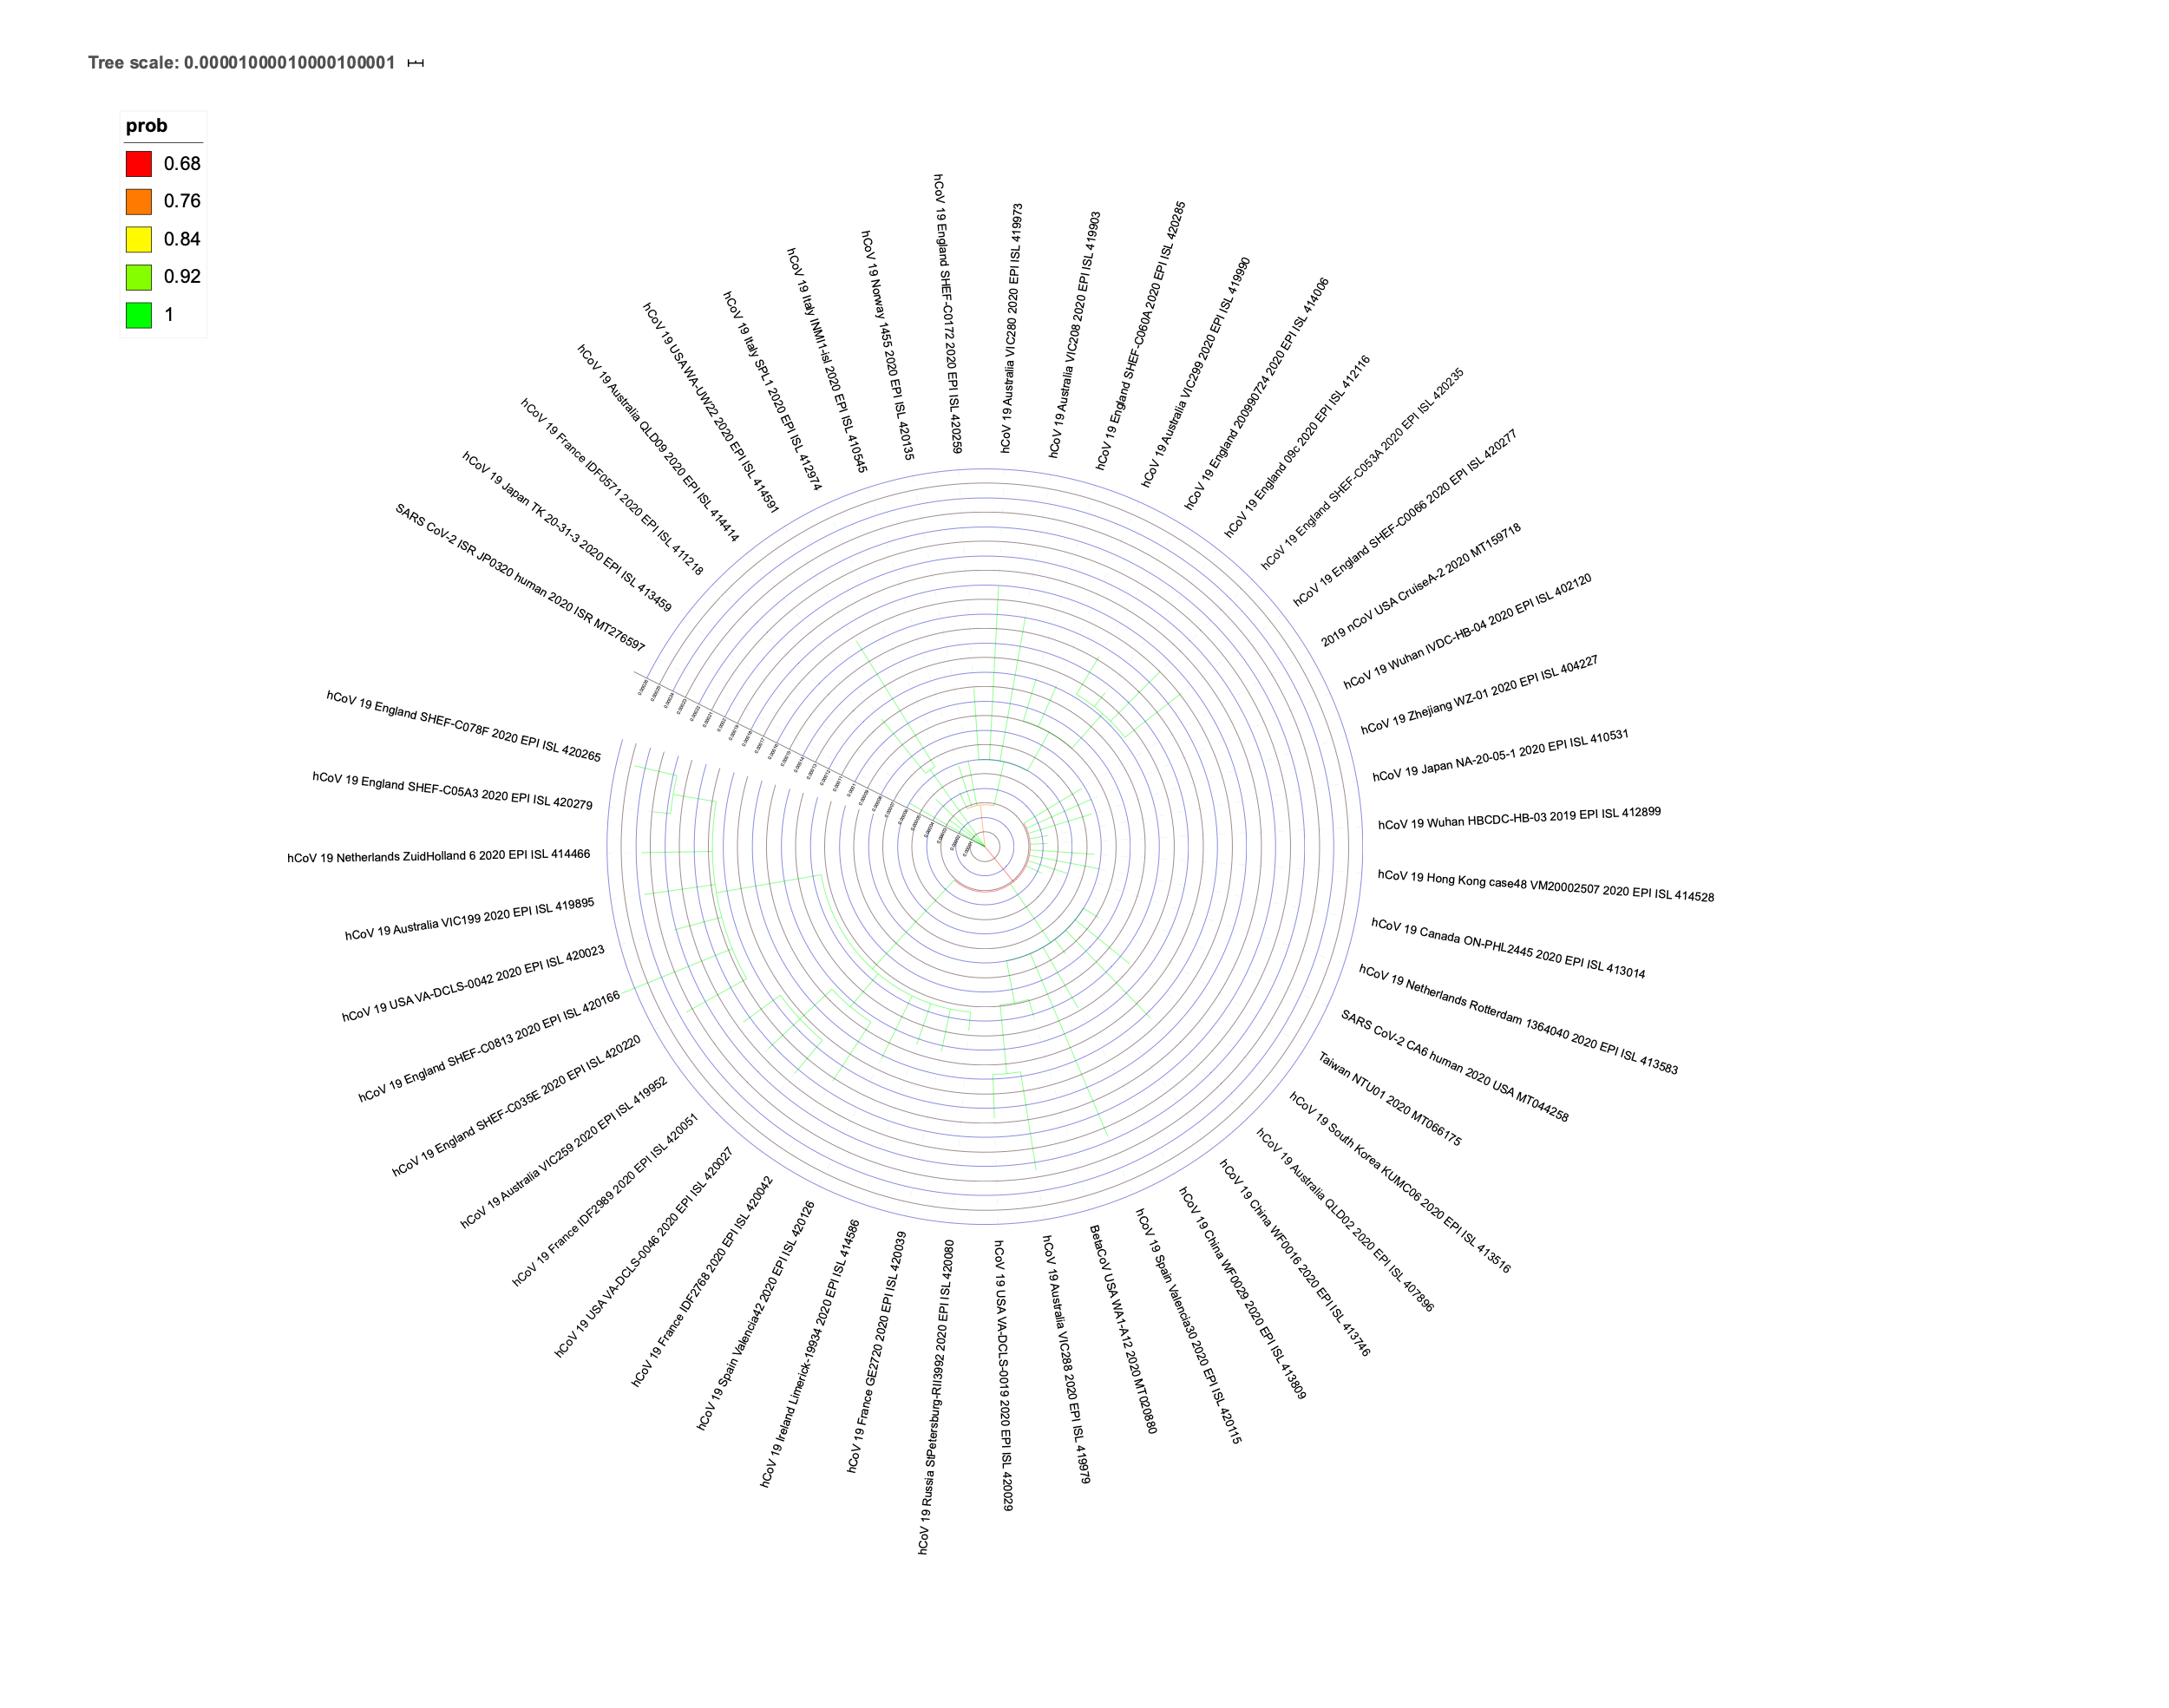 Tree scale: 0.00001000010000100001
prob
0.68
0.76
0.84
0.92
1
hCoV 19 England SHEF-C0172 2020 EPI ISL 420259
hCoV 19 Australia VIC280 2020 EPI ISL 419973
hCoV 19 Australia VIC208 2020 EPI ISL 419903
hCoV 19 England SHEF-C060A 2020 EPI ISL 420285
hCoV 19 Australia VIC299 2020 EPI ISL 419990
hCoV 19 England 200990724 2020 EPI ISL 414006
hCoV 19 England 09c 2020 EPI ISL 412116
hCoV 19 England SHEF-C053A 2020 EPI ISL 420235
hCoV 19 England SHEF-C0066 2020 EPI ISL 420277
2019 nCoV USA CruiseA-2 2020 MT159718
hCoV 19 Wuhan IVDC-HB-04 2020 EPI ISL 402120
hCoV 19 Zhejiang WZ-01 2020 EPI ISL 404227
hCoV 19 Japan NA-20-05-1 2020 EPI ISL 410531
hCoV 19 Wuhan HBCDC-HB-03 2019 EPI ISL 412899
hCoV 19 Hong Kong case48 VM20002507 2020 EPI ISL 414528
hCoV 19 Canada ON-PHL2445 2020 EPI ISL 413014
hCoV 19 Netherlands Rotterdam 1364040 2020 EPI ISL 413583
SARS CoV-2 CA6 human 2020 USA MT044258
Taiwan NTU01 2020 MT066175
hCoV 19 South Korea KUMC06 2020 EPI ISL 413516
hCoV 19 Australia QLD02 2020 EPI ISL 407896
hCoV 19 China WF0016 2020 EPI ISL 413746
hCoV 19 China WF0029 2020 EPI ISL 413809
hCoV 19 Spain Valencia30 2020 EPI ISL 420115
BetaCoV USA WA1-A12 2020 MT020880
hCoV 19 Australia VIC288 2020 EPI ISL 419979
hCoV 19 USA VA-DCLS-0019 2020 EPI ISL 420029
hCoV 19 Russia StPetersburg-RII3992 2020 EPI ISL 420080
hCoV 19 France GE2720 2020 EPI ISL 420039
hCoV 19 Ireland Limerick-19934 2020 EPI ISL 414586
hCoV 19 Spain Valencia42 2020 EPI ISL 420126
hCoV 19 France IDF2768 2020 EPI ISL 420042
hCoV 19 USA VA-DCLS-0046 2020 EPI ISL 420027
hCoV 19 France IDF2989 2020 EPI ISL 420051
hCoV 19 Australia VIC259 2020 EPI ISL 419952
hCoV 19 England SHEF-C035E 2020 EPI ISL 420220
hCoV 19 England SHEF-C0813 2020 EPI ISL 420166
hCoV 19 USA VA-DCLS-0042 2020 EPI ISL 420023
hCoV 19 Australia VIC199 2020 EPI ISL 419895
hCoV 19 Netherlands ZuidHolland 6 2020 EPI ISL 414466
hCoV 19 England SHEF-C05A3 2020 EPI ISL 420279
hCoV 19 England SHEF-C078F 2020 EPI ISL 420265
SARS CoV-2 ISR JP0320 human 2020 ISR MT276597
hCoV 19 Japan TK 20-31-3 2020 EPI ISL 413459
hCoV 19 France IDF0571 2020 EPI ISL 411218
hCoV 19 Australia QLD09 2020 EPI ISL 414414
hCoV 19 USA WA-UW22 2020 EPI ISL 414591
hCoV 19 Italy SPL1 2020 EPI ISL 412974
hCoV 19 Italy INMI1-isl 2020 EPI ISL 410545
hCoV 19 Norway 1455 2020 EPI ISL 420135